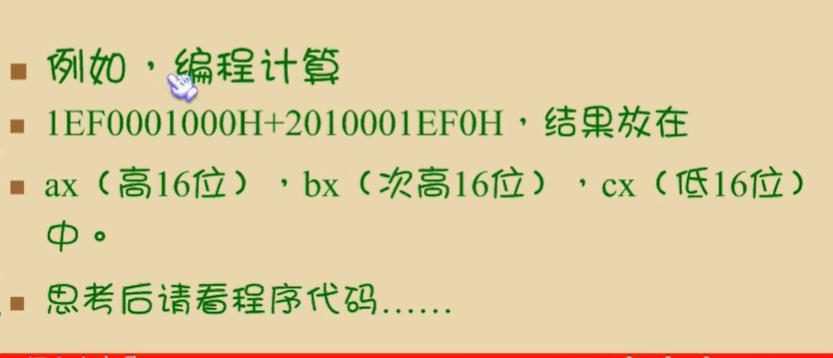 例如，编程计算
1EF0001000H+2010001EF0H，结果放在
ax（高16位），bx（次高16位），cx（低16位）
中。
思考后请看程序代码……